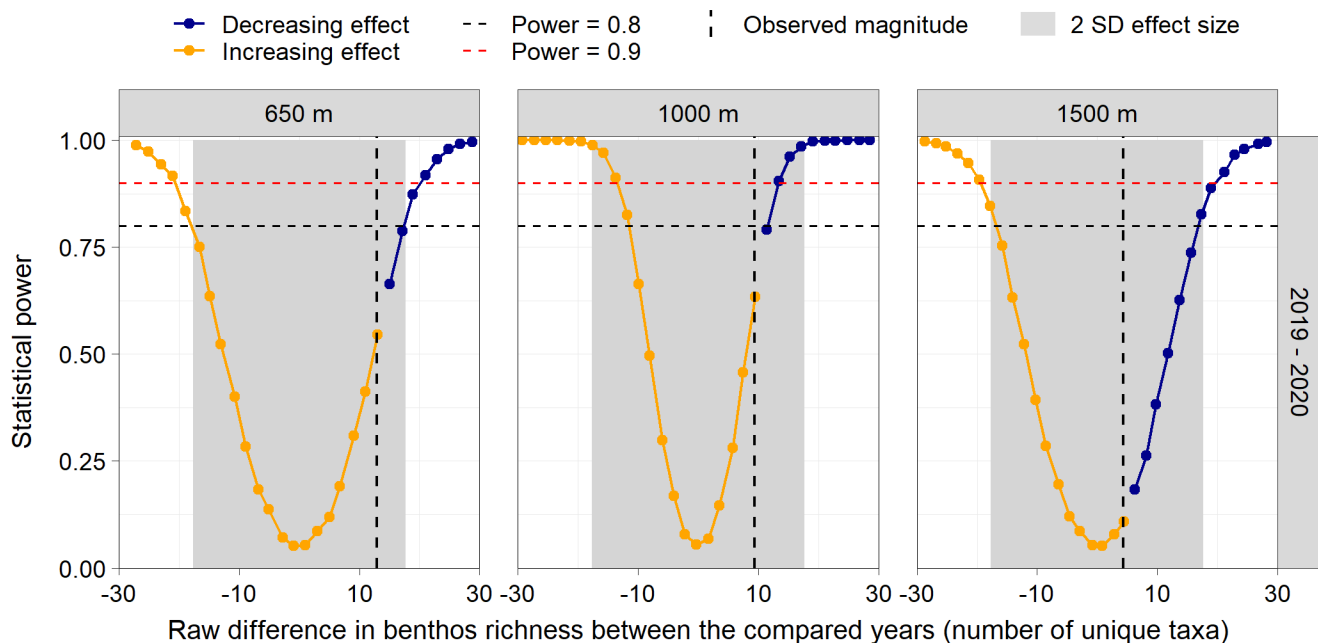 Decreasing effect
Increasing effect
Power = 0.8
Power = 0.9
Observed magnitude
2 SD effect size
650 m
1000 m
1500 m
Statistical power
1.00
0.75
0.50
0.25
0.00
-30 -10 10 30
-30 -10 10 30
-30 -10 10 30
2019 - 2020
Raw difference in benthos richness between the compared years (number of unique taxa)